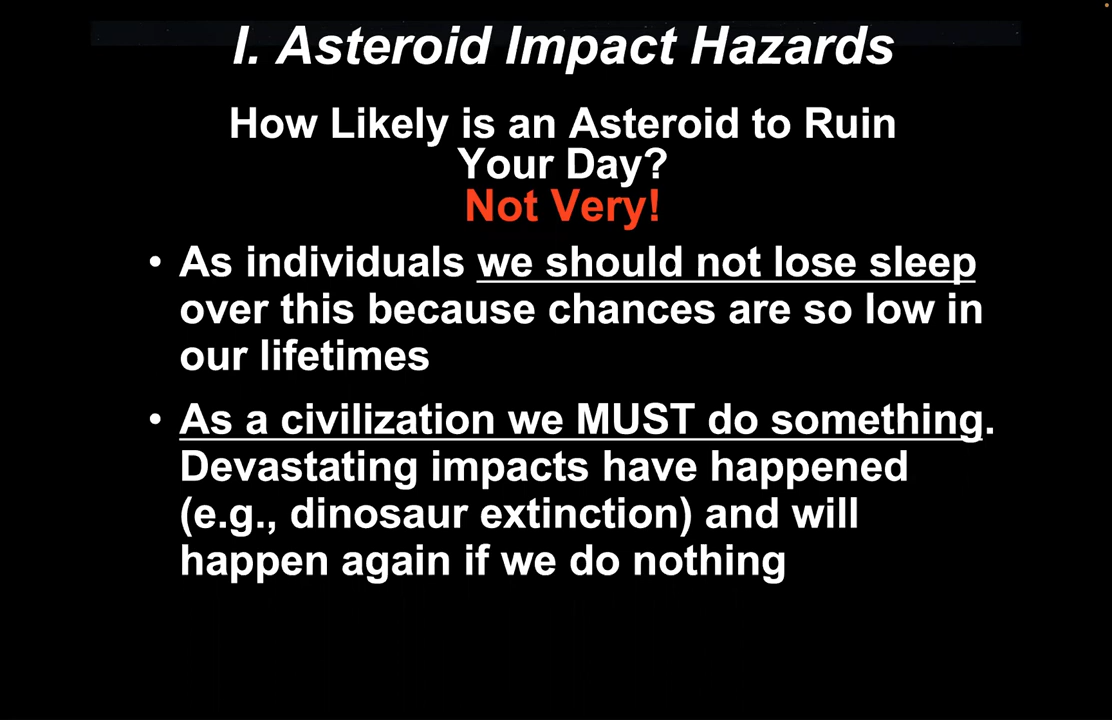 I. Asteroid Impact Hazards
How Likely is an Asteroid to Ruin
Your Day?
Not Very!
• As individuals we should not lose sleep
over this because chances are so low in
our lifetimes
• As a civilization we MUST do something.
Devastating impacts have happened
(e.g., dinosaur extinction) and will
happen again if we do nothing